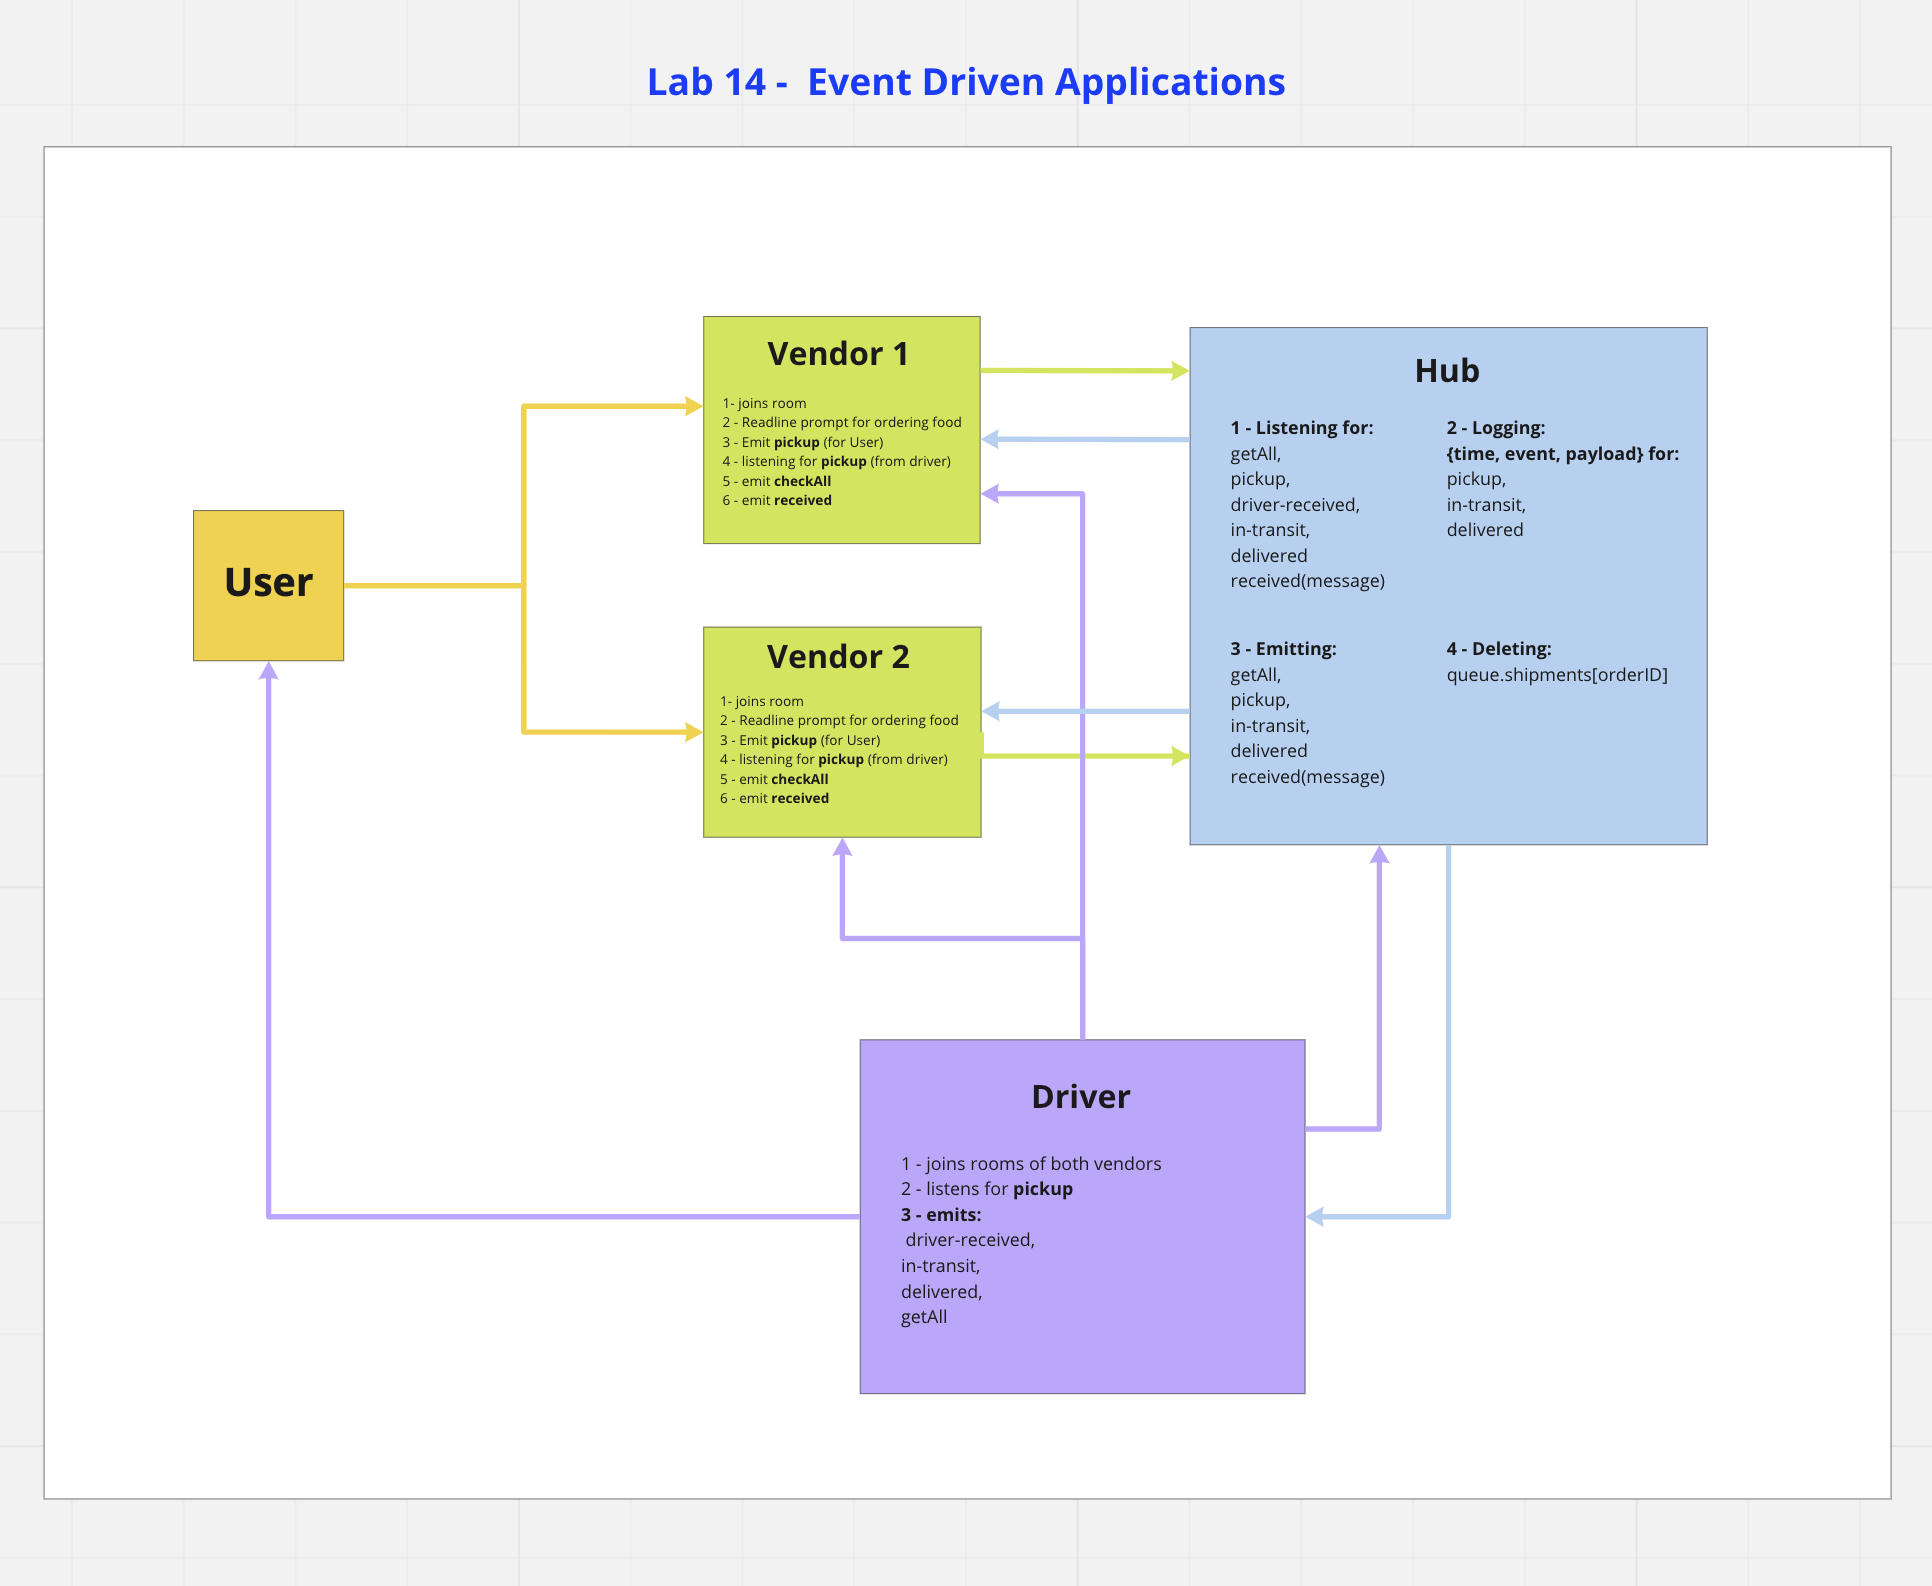 Lab 14 -  Event Driven Applications
Vendor 1
1- joins room
2 - Readline prompt for ordering food
3 - Emit pickup (for User)
4 - listening for pickup (from driver)
5 - emit checkAll
6 - emit received
Hub
1 - Listening for:
getAll,
pickup,
driver-received,
in-transit,
delivered
received(message)
2 - Logging:
{time, event, payload} for:
pickup,
in-transit,
delivered
3 - Emitting:
getAll,
pickup,
in-transit,
delivered
received(message)
4 - Deleting:
queue.shipments[orderID]
User
Vendor 2
1- joins room
2 - Readline prompt for ordering food
3 - Emit pickup (for User)
4 - listening for pickup (from driver)
5 - emit checkAll
6 - emit received
Driver
1 - joins rooms of both vendors
2 - listens for pickup
3 - emits:
driver-received,
in-transit,
delivered,
getAll